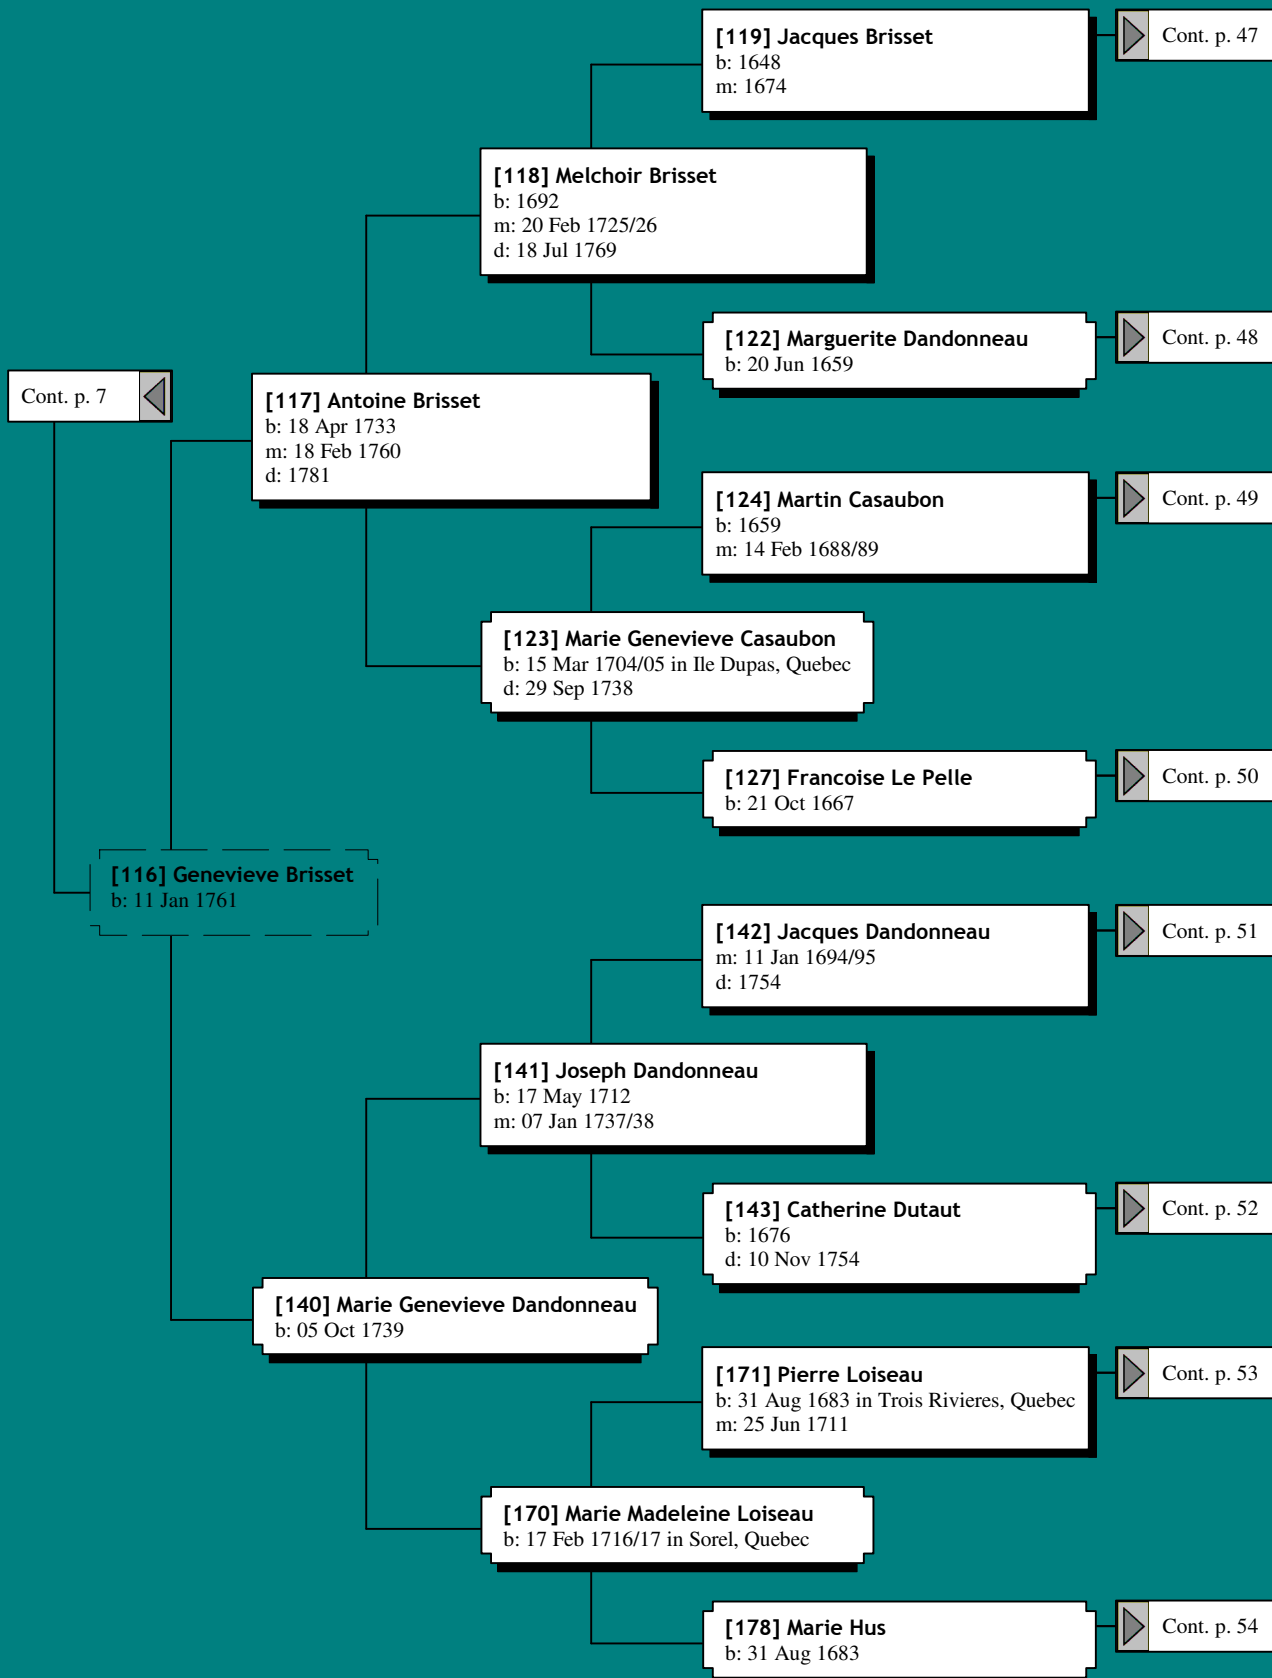 [119] Jacques Brisset
b: 1648
m: 1674
Cont. p. 47
[118] Melchoir Brisset
b: 1692
m: 20 Feb 1725/26
d: 18 Jul 1769
[122] Marguerite Dandonneau
b: 20 Jun 1659
Cont. p. 48
Cont. p. 7
[117] Antoine Brisset
b: 18 Apr 1733
m: 18 Feb 1760
d: 1781
[124] Martin Casaubon
b: 1659
m: 14 Feb 1688/89
Cont. p. 49
[123] Marie Genevieve Casaubon
b: 15 Mar 1704/05 in Ile Dupas, Quebec
d: 29 Sep 1738
[127] Francoise Le Pelle
b: 21 Oct 1667
Cont. p. 50
[116] Genevieve Brisset
b: 11 Jan 1761
[142] Jacques Dandonneau
m: 11 Jan 1694/95
d: 1754
Cont. p. 51
[141] Joseph Dandonneau
b: 17 May 1712
m: 07 Jan 1737/38
[143] Catherine Dutaut
b: 1676
d: 10 Nov 1754
Cont. p. 52
[140] Marie Genevieve Dandonneau
b: 05 Oct 1739
[171] Pierre Loiseau
b: 31 Aug 1683 in Trois Rivieres, Quebec
m: 25 Jun 1711
Cont. p. 53
[170] Marie Madeleine Loiseau
b: 17 Feb 1716/17 in Sorel, Quebec
[178] Marie Hus
b: 31 Aug 1683
Cont. p. 54